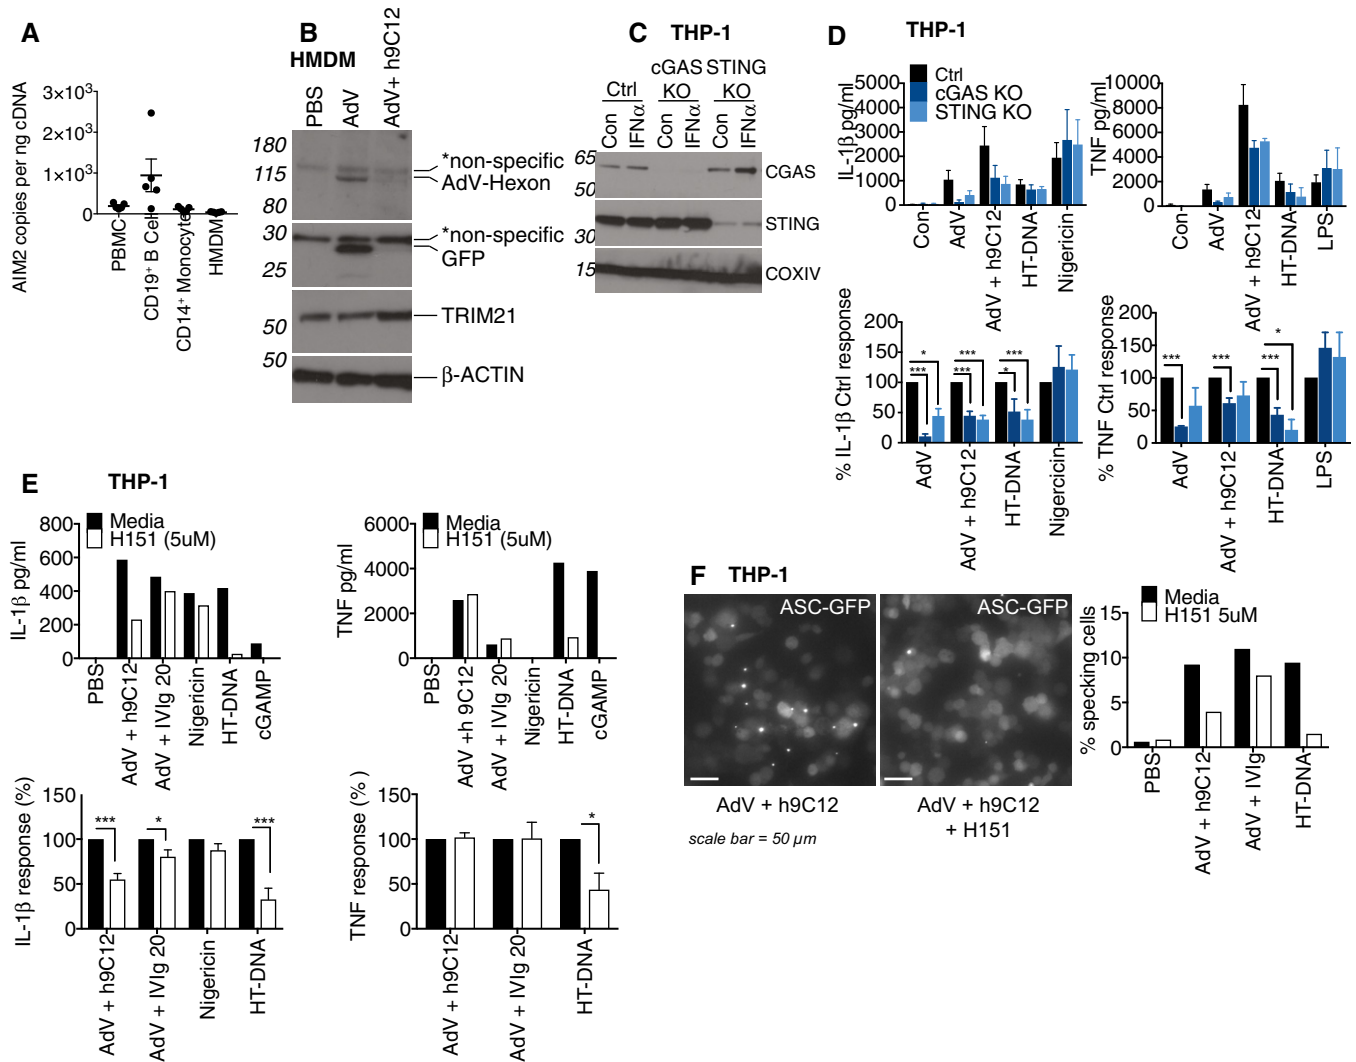 A
AIM2 copies per ng cDNA
3×10³
2×10³
1×10³
0
PBMC
CD19⁺ B Cell
CD14⁺ Monocyte
HMDM
B
HMDM
PBS
AdV
AdV+ h9C12
180
115
80
*non-specific
AdV-Hexon
30
25
*non-specific
GFP
50
TRIM21
50
β-ACTIN
C THP-1
cGAS STING
Ctrl KO KO
Con
IFNα
Con
IFNα
Con
IFNα
65
50
CGAS
30
STING
15
COXIV
D
THP-1
Ctrl
cGAS KO
STING KO
IL-1β pg/ml
5000
4000
3000
2000
1000
0
Con
AdV
AdV + h9C12
HT-DNA
Nigericin
TNF pg/ml
10000
8000
6000
4000
2000
0
Con
AdV
AdV + h9C12
HT-DNA
LPS
% IL-1β Ctrl response
200
150
100
50
0
*
***
***
***
***
*
AdV
AdV + h9C12
HT-DNA
Nigericin
% TNF Ctrl response
200
150
100
50
0
***
***
*
***
AdV
AdV + h9C12
HT-DNA
LPS
E THP-1
Media
H151 (5uM)
IL-1β pg/ml
800
600
400
200
0
PBS
AdV + h9C12
AdV + IVIg 20
Nigericin
HT-DNA
cGAMP
Media
H151 (5uM)
TNF pg/ml
6000
4000
2000
0
PBS
AdV +h 9C12
AdV + IVIg 20
Nigericin
HT-DNA
cGAMP
IL-1β response (%)
150
100
50
0
***
*
***
AdV + h9C12
AdV + IVIg 20
Nigericin
HT-DNA
TNF response (% )
150
100
50
0
*
AdV + h9C12
AdV + IVIg 20
HT-DNA
F THP-1
ASC-GFP
ASC-GFP
AdV + h9C12
AdV + h9C12
+ H151
scale bar = 50 µm
Media
H151 5uM
% specking cells
15
10
5
0
PBS
AdV + h9C12
AdV + IVIg
HT-DNA